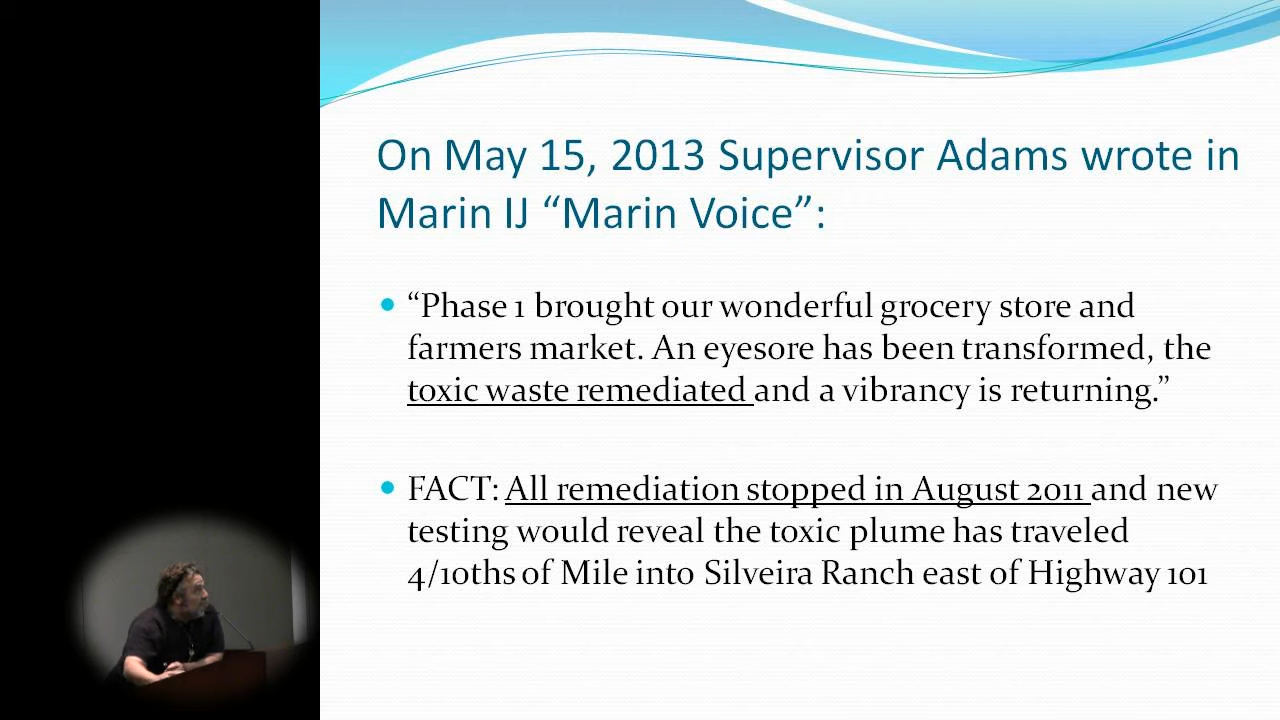 On May 15, 2013 Supervisor Adams wrote in
Marin IJ “Marin Voice”:
“Phase 1 brought our wonderful grocery store and
farmers market. An eyesore has been transformed, the
toxic waste remediated and a vibrancy is returning.”
FACT: All remediation stopped in August 2011 and new
testing would reveal the toxic plume has traveled
4/10ths of Mile into Silveira Ranch east of Highway 101